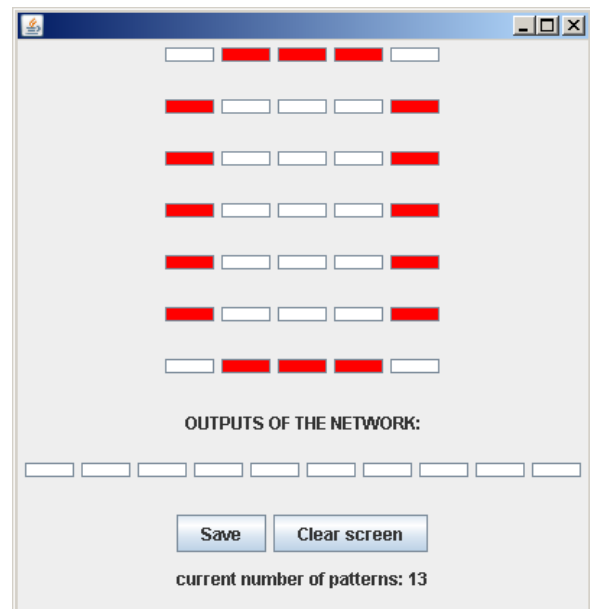 OUTPUTS OF THE NETWORK:
Save Clear screen
current number of patterns: 13